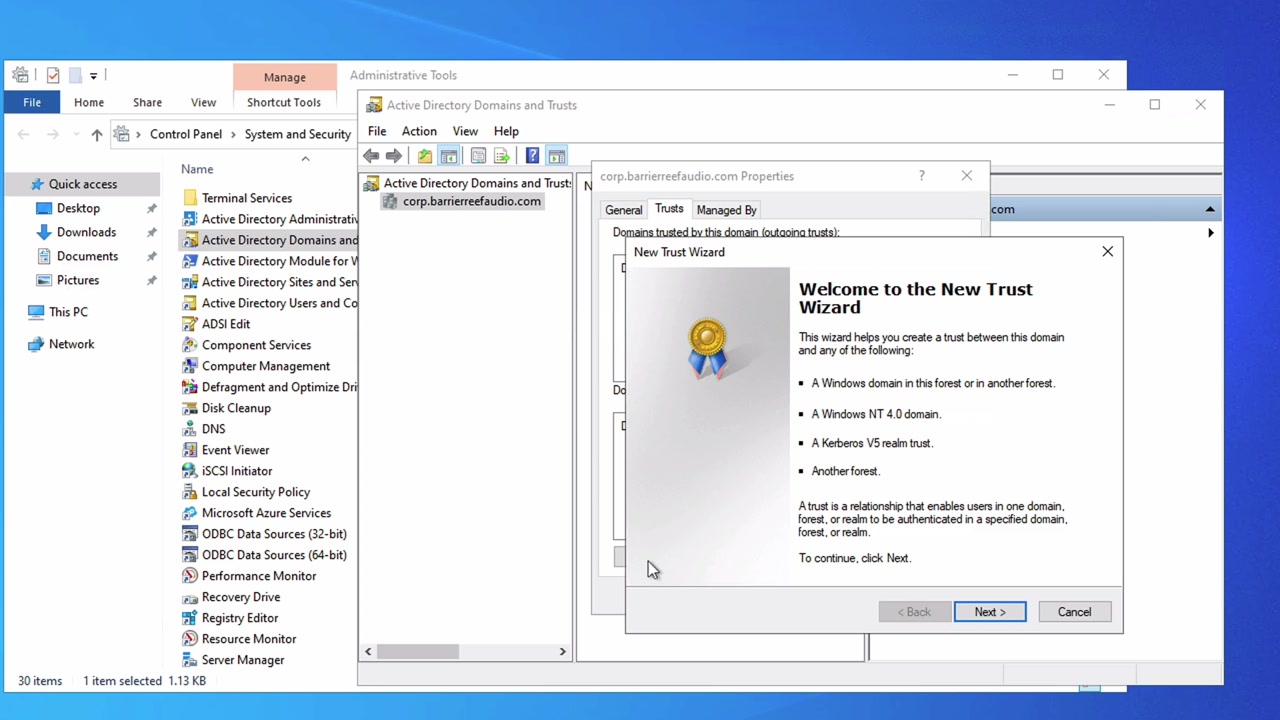 Manage
Administrative Tools
File
Home
Share
View
Shortcut Tools
Control Panel
System and Security
Quick access
Desktop
Downloads
Documents
Pictures
This PC
Network
Name
Terminal Services
Active Directory Administrativ
Active Directory Domains and
Active Directory Module for W
Active Directory Sites and Ser
Active Directory Users and Co
ADSI Edit
Component Services
Computer Management
Defragment and Optimize Dri
Disk Cleanup
DNS
Event Viewer
iSCSI Initiator
Local Security Policy
Microsoft Azure Services
ODBC Data Sources (32-bit)
ODBC Data Sources (64-bit)
Performance Monitor
Recovery Drive
Registry Editor
Resource Monitor
Server Manager
30 items
1 item selected 1.13 KB
Active Directory Domains and Trusts
File
Action
View
Help
Active Directory Domains and Trusts
corp.barrierreefaudio.com
com
corp.barrierreefaudio.com Properties
?
General
Trusts
Managed By
Domains trusted by this domain (outgoing trusts):
Do
New Trust Wizard
Welcome to the New Trust
Wizard
This wizard helps you create a trust between this domain
and any of the following:
▪ A Windows domain in this forest or in another forest.
▪ A Windows NT 4.0 domain.
▪ A Kerberos V5 realm trust.
▪ Another forest.
A trust is a relationship that enables users in one domain,
forest, or realm to be authenticated in a specified domain,
forest, or realm.
To continue, click Next.
< Back
Next >
Cancel